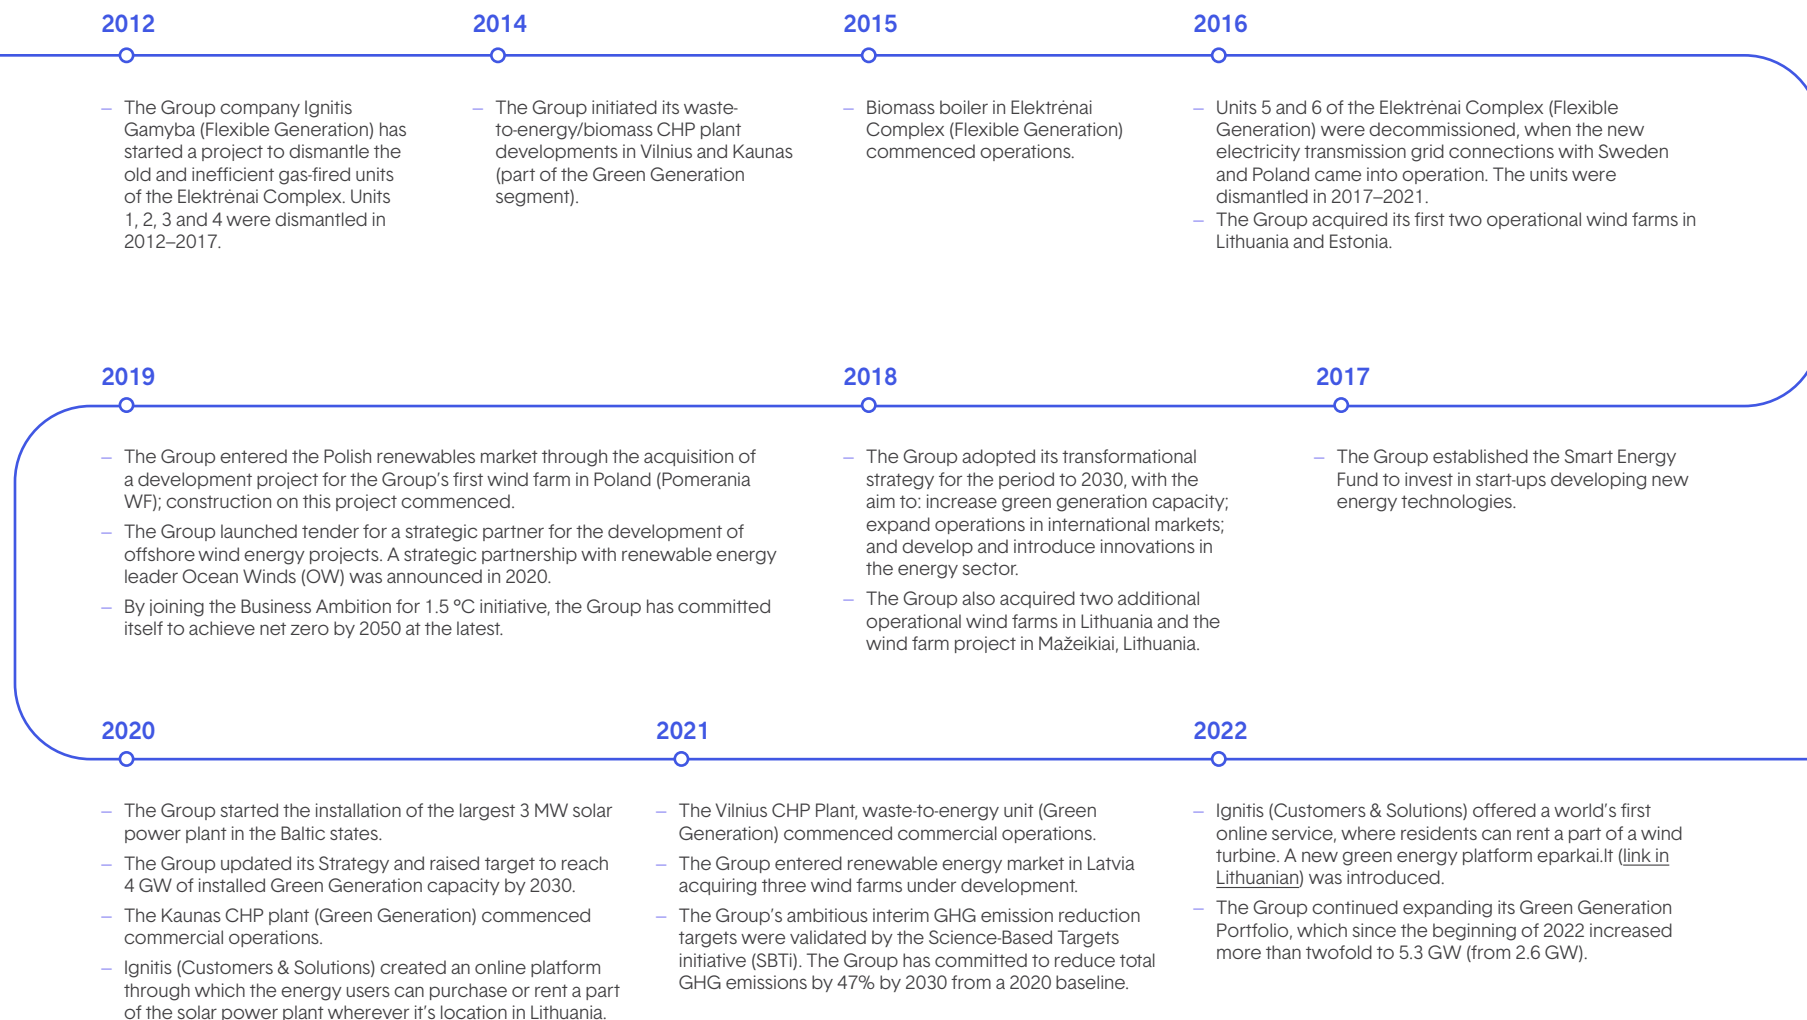 2012
– The Group company Ignitis
Gamyba (Flexible Generation) has
started a project to dismantle the
old and inefficient gas-fired units
of the Elektrėnai Complex. Units
1, 2, 3 and 4 were dismantled in
2012–2017.
2014
– The Group initiated its waste-
to-energy/biomass CHP plant
developments in Vilnius and Kaunas
(part of the Green Generation
segment).
2015
– Biomass boiler in Elektrėnai
Complex (Flexible Generation)
commenced operations.
2016
– Units 5 and 6 of the Elektrėnai Complex (Flexible
Generation) were decommissioned, when the new
electricity transmission grid connections with Sweden
and Poland came into operation. The units were
dismantled in 2017–2021.
– The Group acquired its first two operational wind farms in
Lithuania and Estonia.
2017
– The Group established the Smart Energy
Fund to invest in start-ups developing new
energy technologies.
2018
– The Group adopted its transformational
strategy for the period to 2030, with the
aim to: increase green generation capacity;
expand operations in international markets;
and develop and introduce innovations in
the energy sector.
– The Group also acquired two additional
operational wind farms in Lithuania and the
wind farm project in Mažeikiai, Lithuania.
2019
– The Group entered the Polish renewables market through the acquisition of
a development project for the Group's first wind farm in Poland (Pomerania
WF); construction on this project commenced.
– The Group launched tender for a strategic partner for the development of
offshore wind energy projects. A strategic partnership with renewable energy
leader Ocean Winds (OW) was announced in 2020.
– By joining the Business Ambition for 1.5 ºC initiative, the Group has committed
itself to achieve net zero by 2050 at the latest.
2020
– The Group started the installation of the largest 3 MW solar
power plant in the Baltic states.
– The Group updated its Strategy and raised target to reach
4 GW of installed Green Generation capacity by 2030.
– The Kaunas CHP plant (Green Generation) commenced
commercial operations.
– Ignitis (Customers & Solutions) created an online platform
through which the energy users can purchase or rent a part
of the solar power plant wherever it's location in Lithuania.
2021
– The Vilnius CHP Plant, waste-to-energy unit (Green
Generation) commenced commercial operations.
– The Group entered renewable energy market in Latvia
acquiring three wind farms under development.
– The Group's ambitious interim GHG emission reduction
targets were validated by the Science-Based Targets
initiative (SBTi). The Group has committed to reduce total
GHG emissions by 47% by 2030 from a 2020 baseline.
2022
– Ignitis (Customers & Solutions) offered a world's first
online service, where residents can rent a part of a wind
turbine. A new green energy platform eparkai.lt (link in
Lithuanian) was introduced.
– The Group continued expanding its Green Generation
Portfolio, which since the beginning of 2022 increased
more than twofold to 5.3 GW (from 2.6 GW).